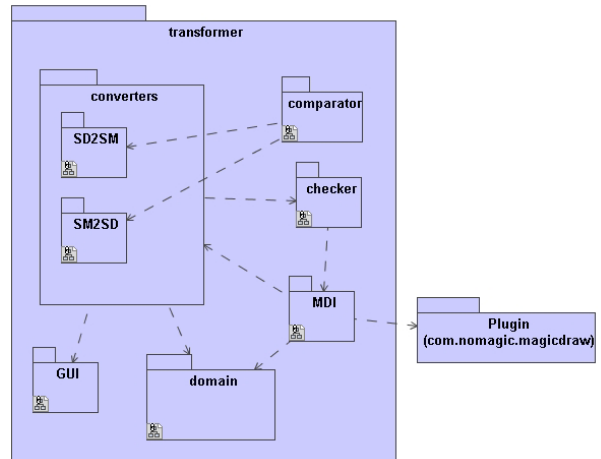 transformer
converters
comparator
SD2SM
checker
SM2SD
MDI
Plugin
(com.nomagic.magicdraw)
GUI
domain